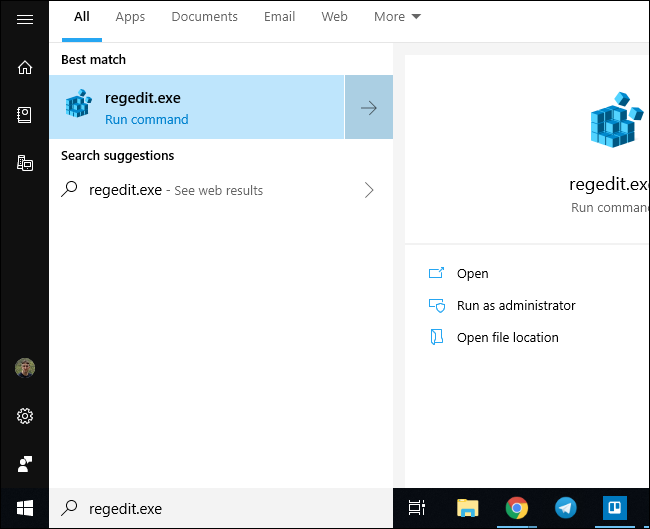 All Apps Documents Email Web More
Best match
regedit.exe
Run command
Search suggestions
regedit.exe - See web results
regedit.ex
Run comman
Open
Run as administrator
Open file location
regedit.exe